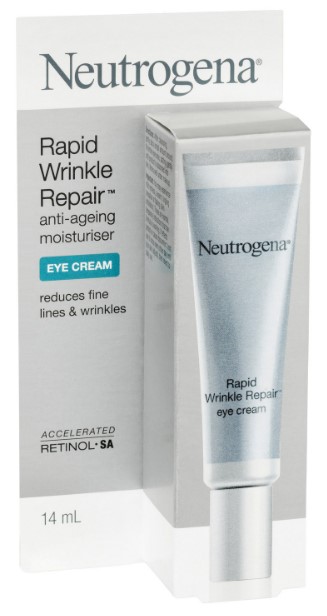 Neutrogena®
Rapid
Wrinkle
Repair™
anti-ageing
moisturiser
EYE CREAM
reduces fine
lines & wrinkles
ACCELERATED
RETINOL•SA
14 mL
Neutrogena®
Rapid
Wrinkle Repair™
eye cream